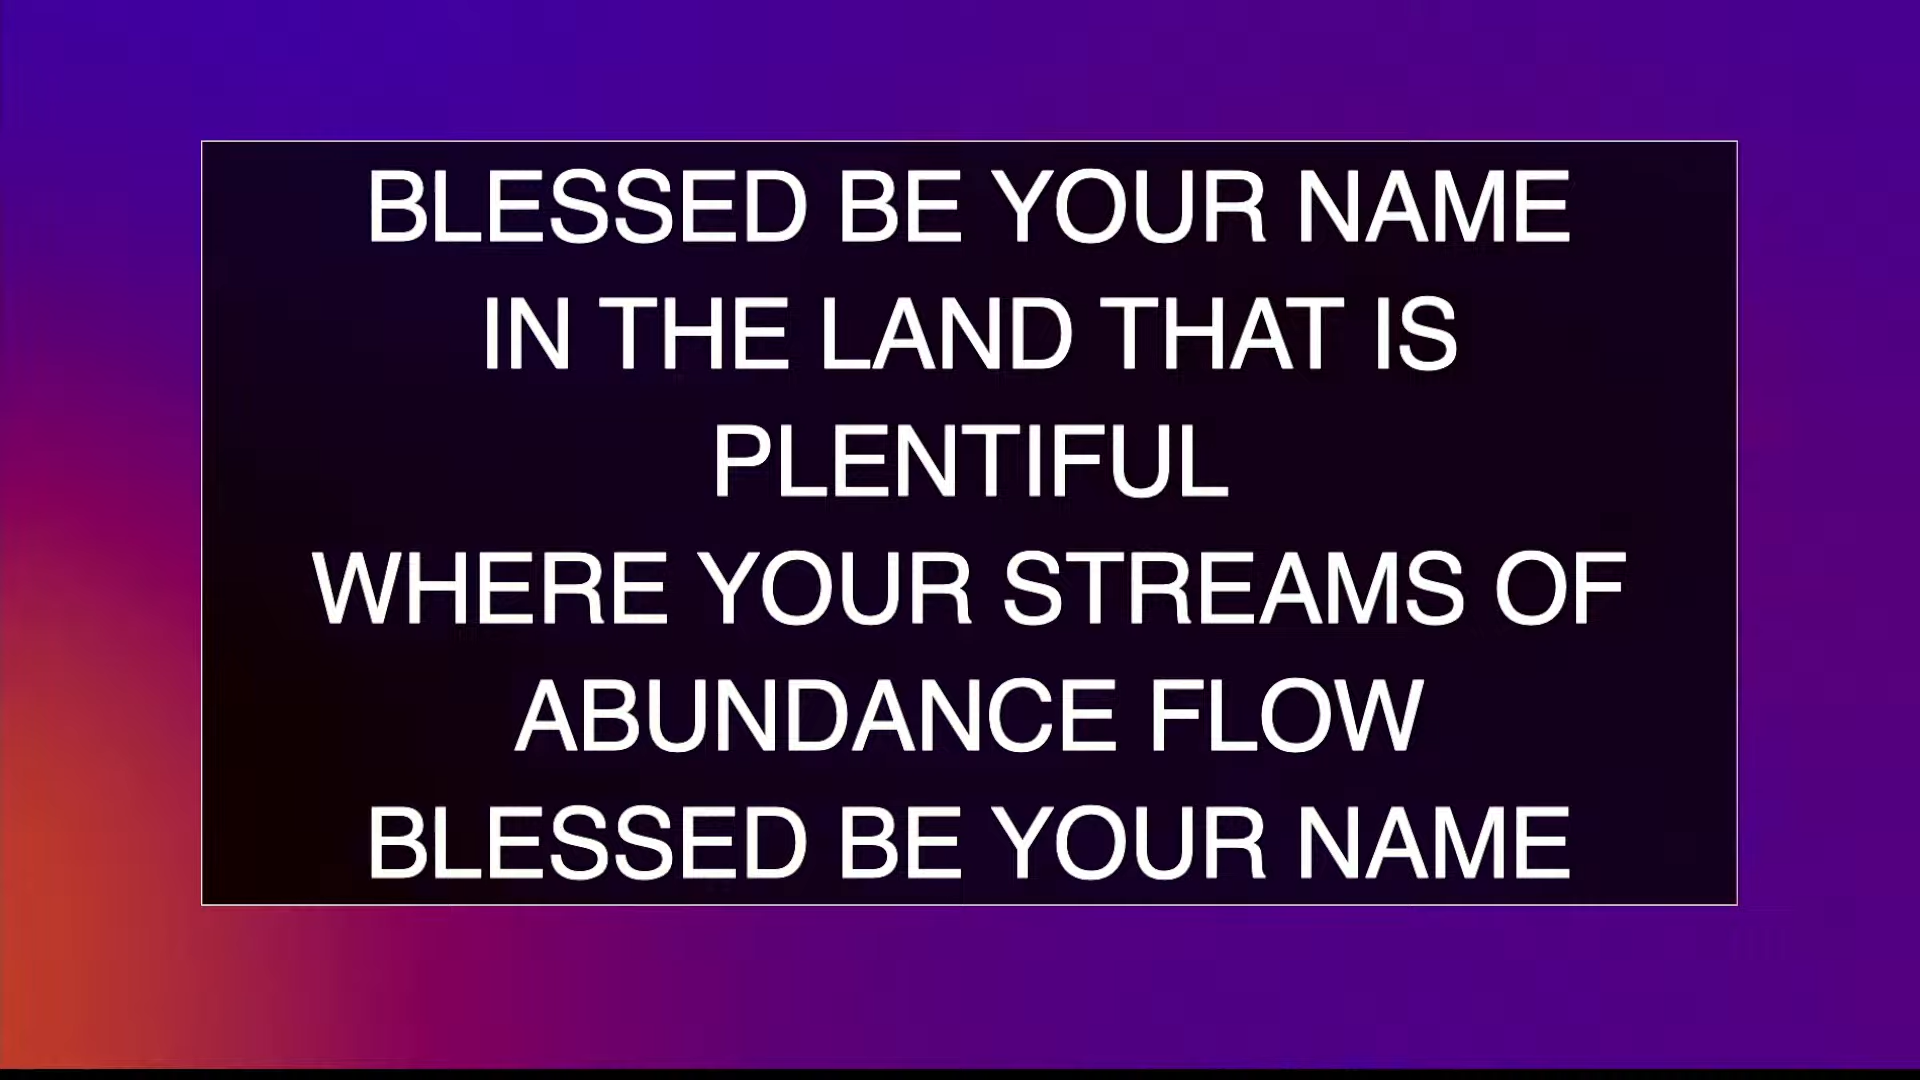 BLESSED BE YOUR NAME
IN THE LAND THAT IS
PLENTIFUL
WHERE YOUR STREAMS OF
ABUNDANCE FLOW
BLESSED BE YOUR NAME